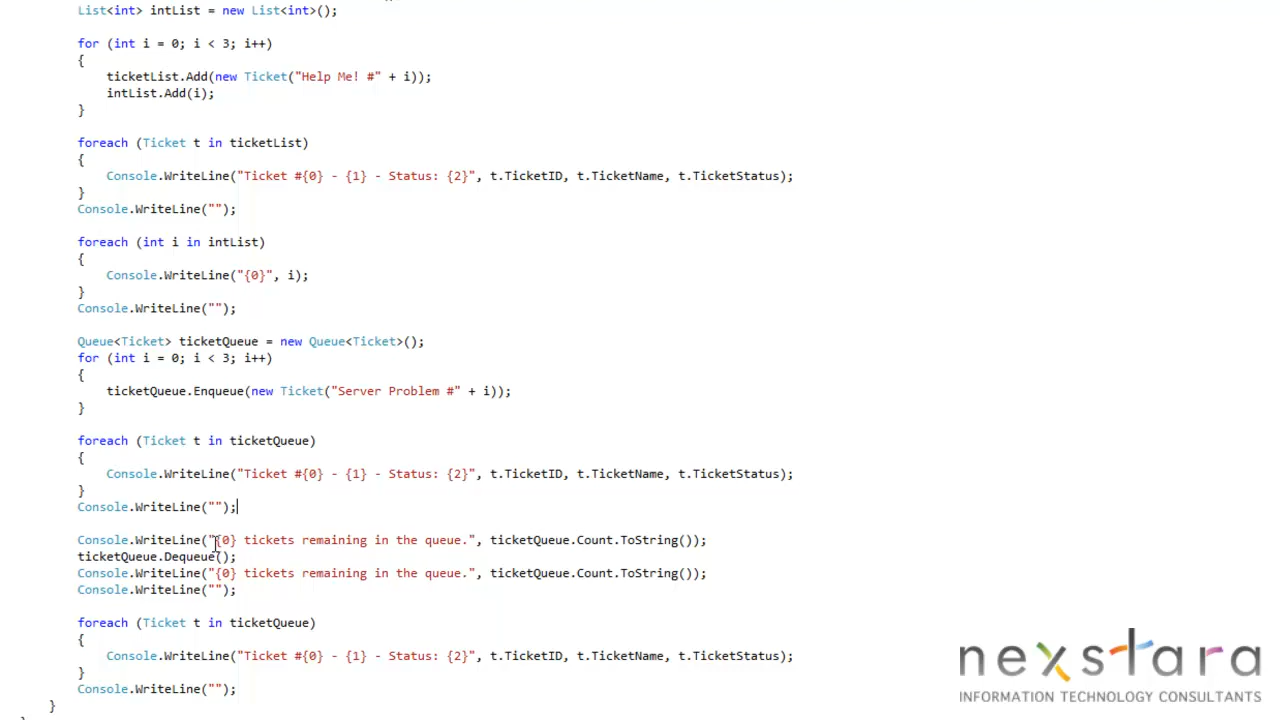 List<int> intList = new List<int>();
for (int i = 0; i < 3; i++)
{
ticketList.Add(new Ticket("Help Me! #" + i));
intList.Add(i);
}
foreach (Ticket t in ticketList)
{
Console.WriteLine("Ticket #{0} - {1} - Status: {2}", t.TicketID, t.TicketName, t.TicketStatus);
}
Console.WriteLine("");
foreach (int i in intList)
{
Console.WriteLine("{0}", i);
}
Console.WriteLine("");
Queue<Ticket> ticketQueue = new Queue<Ticket>();
for (int i = 0; i < 3; i++)
{
ticketQueue.Enqueue(new Ticket("Server Problem #" + i));
}
foreach (Ticket t in ticketQueue)
{
Console.WriteLine("Ticket #{0} - {1} - Status: {2}", t.TicketID, t.TicketName, t.TicketStatus);
}
Console.WriteLine("");
Console.WriteLine("{0} tickets remaining in the queue.", ticketQueue.Count.ToString());
ticketQueue.Dequeue();
Console.WriteLine("{0} tickets remaining in the queue.", ticketQueue.Count.ToString());
Console.WriteLine("");
foreach (Ticket t in ticketQueue)
{
Console.WriteLine("Ticket #{0} - {1} - Status: {2}", t.TicketID, t.TicketName, t.TicketStatus);
}
Console.WriteLine("");
}
nexstara
INFORMATION TECHNOLOGY CONSULTANTS